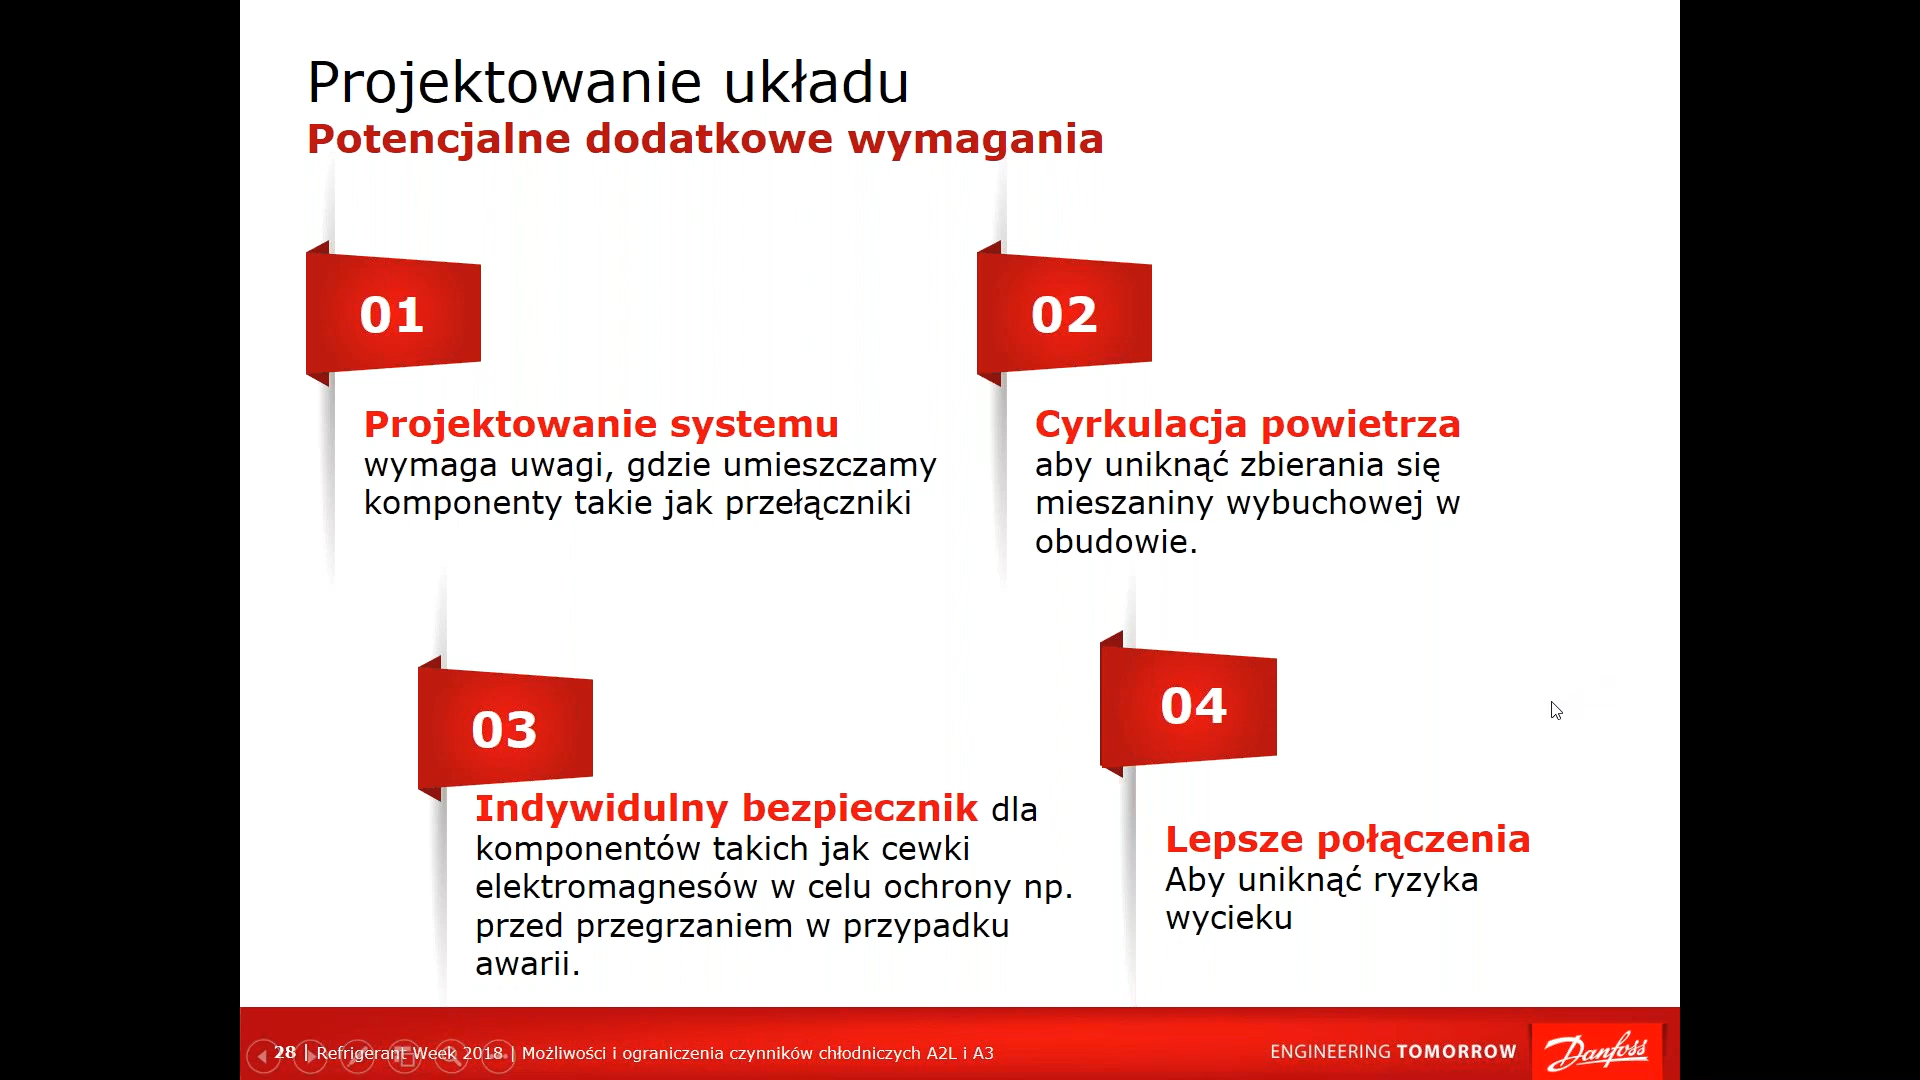 Projektowanie układu
Potencjalne dodatkowe wymagania
01
Projektowanie systemu
wymaga uwagi, gdzie umieszczamy
komponenty takie jak przełączniki
02
Cyrkulacja powietrza
aby uniknąć zbierania się
mieszaniny wybuchowej w
obudowie.
03
Indywidulny bezpiecznik dla
komponentów takich jak cewki
elektromagnesów w celu ochrony np.
przed przegrzaniem w przypadku
awarii.
04
Lepsze połączenia
Aby uniknąć ryzyka
wycieku
28 | Refrigerant Week 2018 | Możliwości i ograniczenia czynników chłodniczych A2L i A3
ENGINEERING TOMORROW
Danfoss